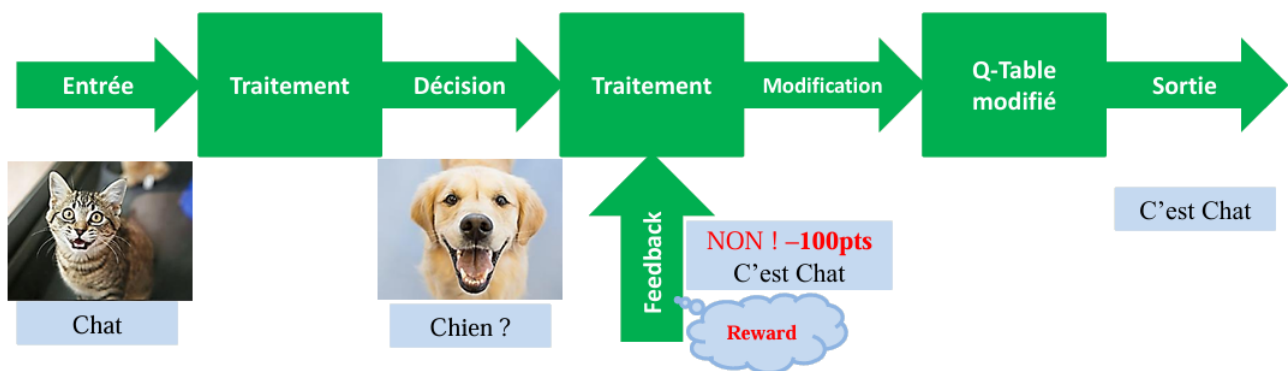 Entrée
Traitement
Décision
Traitement
Modification
Q-Table
modifié
Sortie
Chat
Chien ?
Feedback
NON ! –100pts
C’est Chat
Reward
C’est Chat